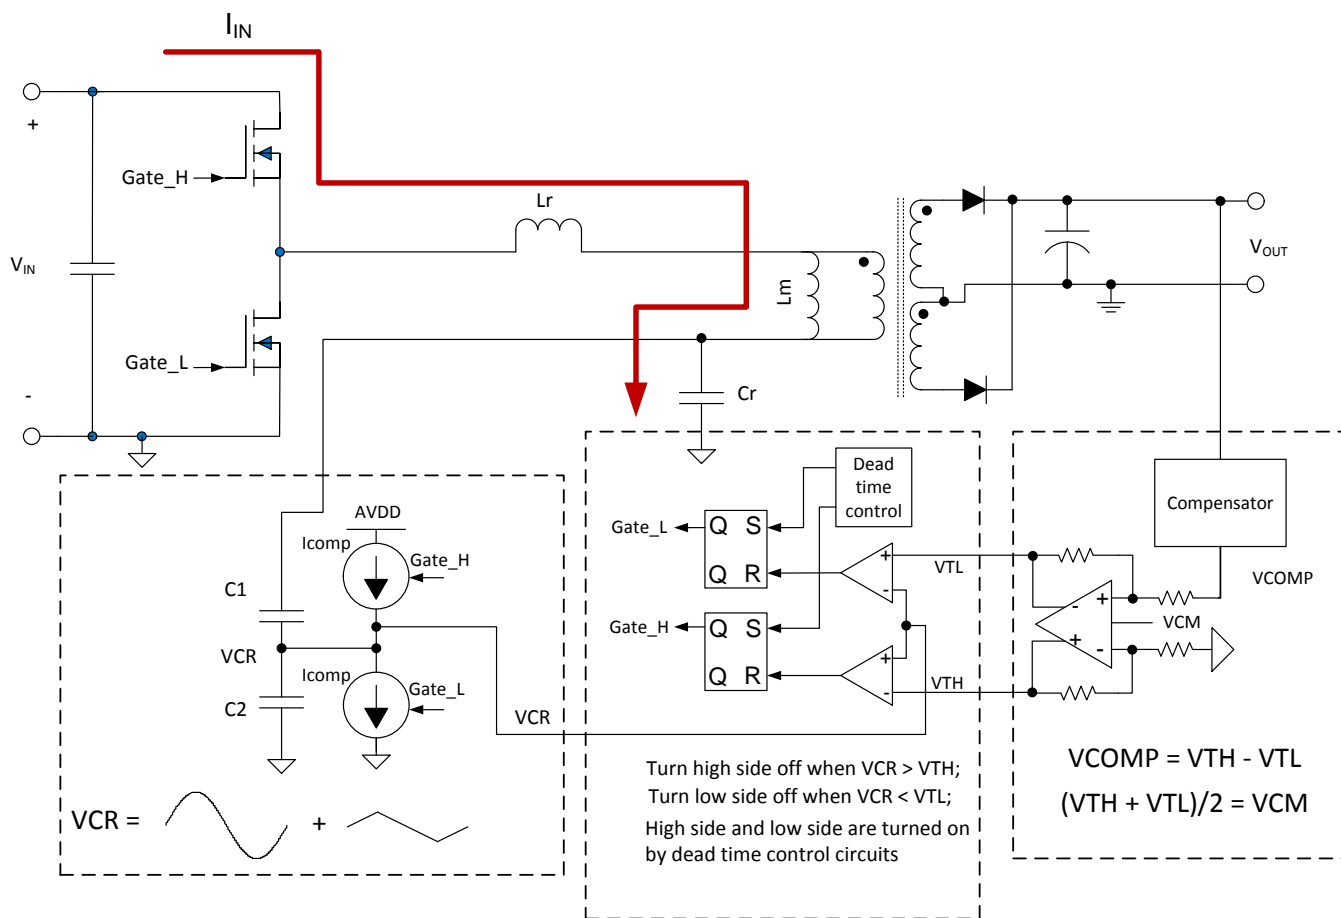 I_IN
+
Gate_H
Lr
V_IN
Lm
V_OUT
Gate_L
-
Cr
Dead
time
control
Compensator
AVDD
Icomp
Gate_H
Gate_L
Q S
Q R
+
-
VTL
VCOMP
C1
- +
VCM
+ -
Gate_H
Q S
Q R
+
-
VTH
VCR
Icomp
Gate_L
C2
VCR
Turn high side off when VCR > VTH;
Turn low side off when VCR < VTL;
High side and low side are turned on
by dead time control circuits
VCOMP = VTH - VTL
(VTH + VTL)/2 = VCM
VCR = +